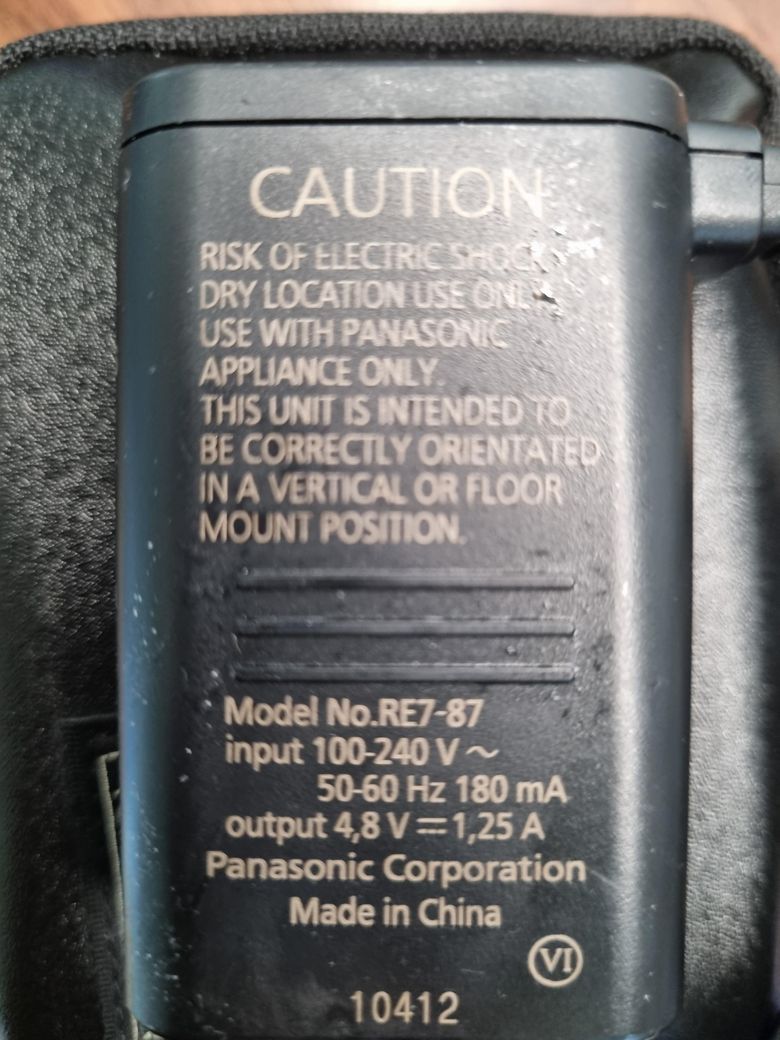 CAUTION
RISK OF ELECTRIC SHOCK
DRY LOCATION USE ONLY
USE WITH PANASONIC
APPLIANCE ONLY.
THIS UNIT IS INTENDED TO
BE CORRECTLY ORIENTATED
IN A VERTICAL OR FLOOR
MOUNT POSITION.
Model No.RE7-87
input 100-240 V ~
50-60 Hz 180 mA
output 4,8 V ⎓ 1,25 A
Panasonic Corporation
Made in China
VI
10412